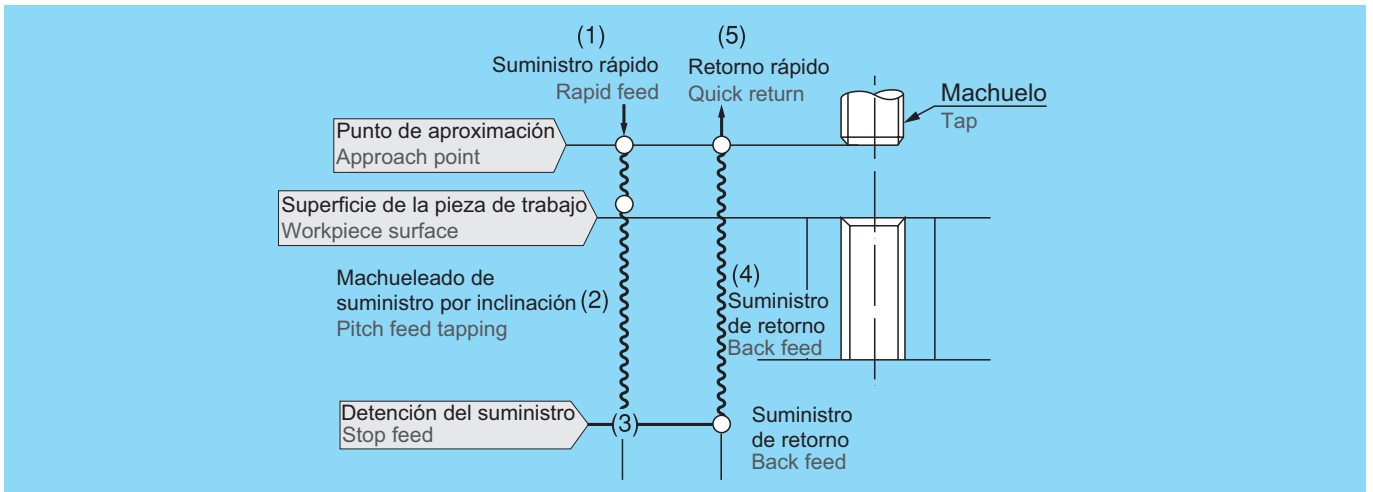 (1)
Suministro rápido
Rapid feed
(5)
Retorno rápido
Quick return
Machuelo
Tap
Punto de aproximación
Approach point
Superficie de la pieza de trabajo
Workpiece surface
Machueleado de
suministro por inclinación (2)
Pitch feed tapping
(4)
Suministro
de retorno
Back feed
Detención del suministro
Stop feed
(3)
Suministro
de retorno
Back feed